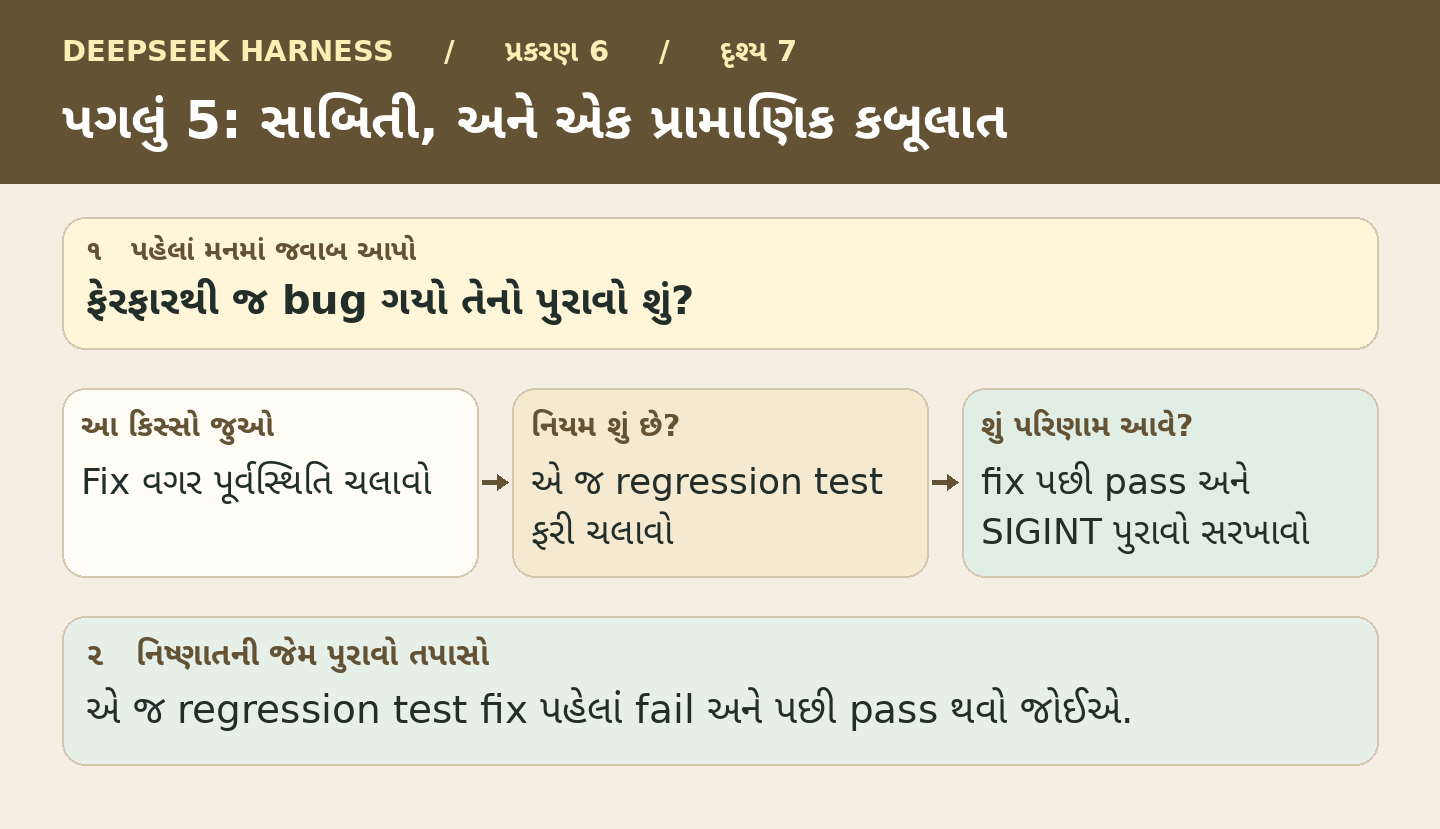 DEEPSEEK HARNESS / પ્રકરણ 6 / દૃશ્ય 7
પગલું 5: સાબિતી, અને એક પ્રામાણિક કબૂલાત
૧ પહેલાં મનમાં જવાબ આપો
ફેરફારથી જ bug ગયો તેનો પુરાવો શું?
આ કિસ્સો જુઓ
Fix વગર પૂર્વસ્થિતિ ચલાવો
નિયમ શું છે?
એ જ regression test
ફરી ચલાવો
શું પરિણામ આવે?
fix પછી pass અને
SIGINT પુરાવો સરખાવો
૨ નિષ્ણાતની જેમ પુરાવો તપાસો
એ જ regression test fix પહેલાં fail અને પછી pass થવો જોઈએ.